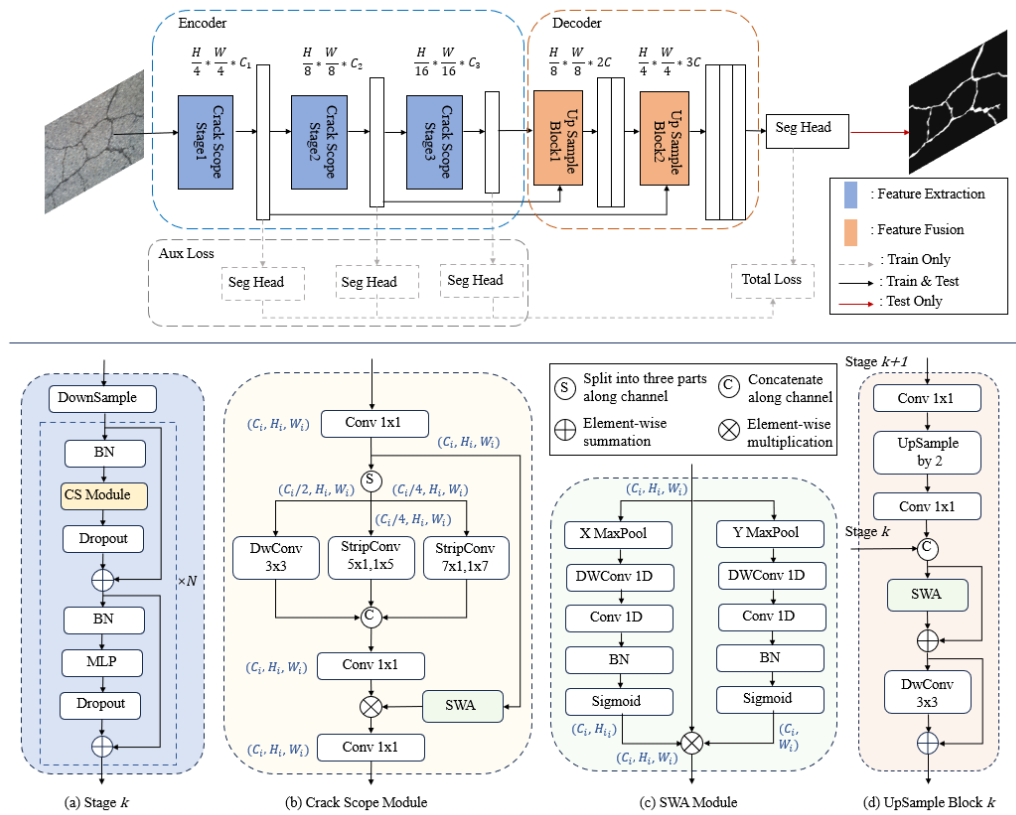 Encoder
Decoder
H/4 * W/4 * C₁
H/8 * W/8 * C₂
H/16 * W/16 * C₃
H/8 * W/8 * 2C
H/4 * W/4 * 3C
Crack Scope
Stage1
Crack Scope
Stage2
Crack Scope
Stage3
Up Sample
Block1
Up Sample
Block2
Seg Head
Aux Loss
Seg Head
Seg Head
Seg Head
Total Loss
: Feature Extraction
: Feature Fusion
: Train Only
: Train & Test
: Test Only
DownSample
BN
CS Module
Dropout
×N
BN
MLP
Dropout
(a) Stage k
Conv 1x1
(Cᵢ, Hᵢ, Wᵢ)
(Cᵢ, Hᵢ, Wᵢ)
S
(Cᵢ/2, Hᵢ, Wᵢ)
(Cᵢ/4, Hᵢ, Wᵢ)
(Cᵢ/4, Hᵢ, Wᵢ)
DwConv
3x3
StripConv
5x1,1x5
StripConv
7x1,1x7
C
(Cᵢ, Hᵢ, Wᵢ)
Conv 1x1
SWA
(Cᵢ, Hᵢ, Wᵢ)
Conv 1x1
(b) Crack Scope Module
S
Split into three parts
along channel
C
Concatenate
along channel
Element-wise
summation
Element-wise
multiplication
(Cᵢ, Hᵢ, Wᵢ)
X MaxPool
DWConv 1D
Conv 1D
BN
Sigmoid
(Cᵢ, Hᵢᵢ)
Y MaxPool
DWConv 1D
Conv 1D
BN
Sigmoid
(Cᵢ,
Wᵢ)
(Cᵢ, Hᵢ, Wᵢ)
(c) SWA Module
Stage k+1
Conv 1x1
UpSample
by 2
Conv 1x1
Stage k
C
SWA
DwConv
3x3
(d) UpSample Block k